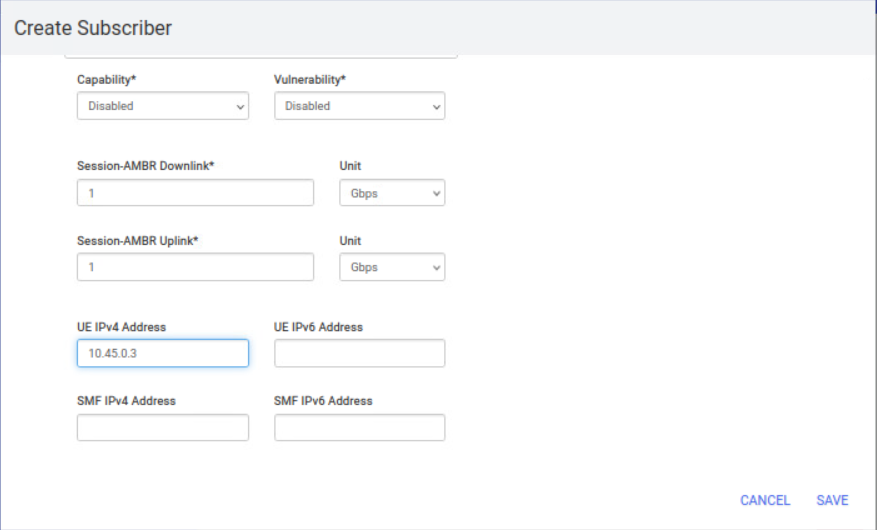 Create Subscriber
Capability* Vulnerability*
Disabled Disabled
Session-AMBR Downlink* Unit
1 Gbps
Session-AMBR Uplink* Unit
1 Gbps
UE IPv4 Address UE IPv6 Address
10.45.0.3
SMF IPv4 Address SMF IPv6 Address
CANCEL SAVE